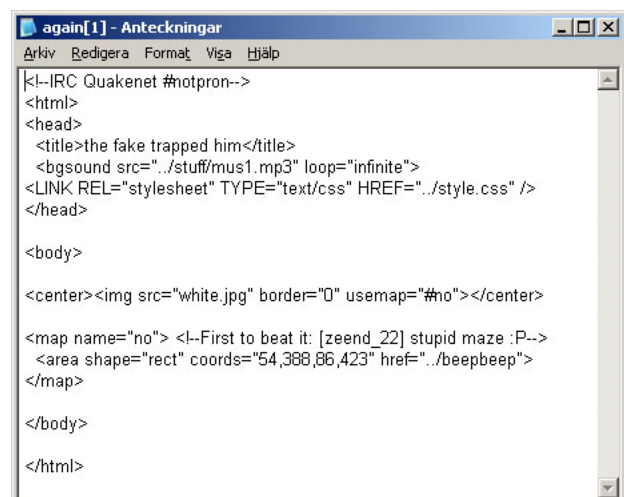 again[1] - Anteckningar
Arkiv Redigera Format Visa Hjälp
<!--IRC Quakenet #notpron-->
<html>
<head>
<title>the fake trapped him</title>
<bgsound src="../stuff/mus1.mp3" loop="infinite">
<LINK REL="stylesheet" TYPE="text/css" HREF="../style.css" />
</head>
<body>
<center><img src="white.jpg" border="0" usemap="#no"></center>
<map name="no"> <!--First to beat it: [zeend_22] stupid maze :P-->
<area shape="rect" coords="54,388,86,423" href="../beepbeep">
</map>
</body>
</html>